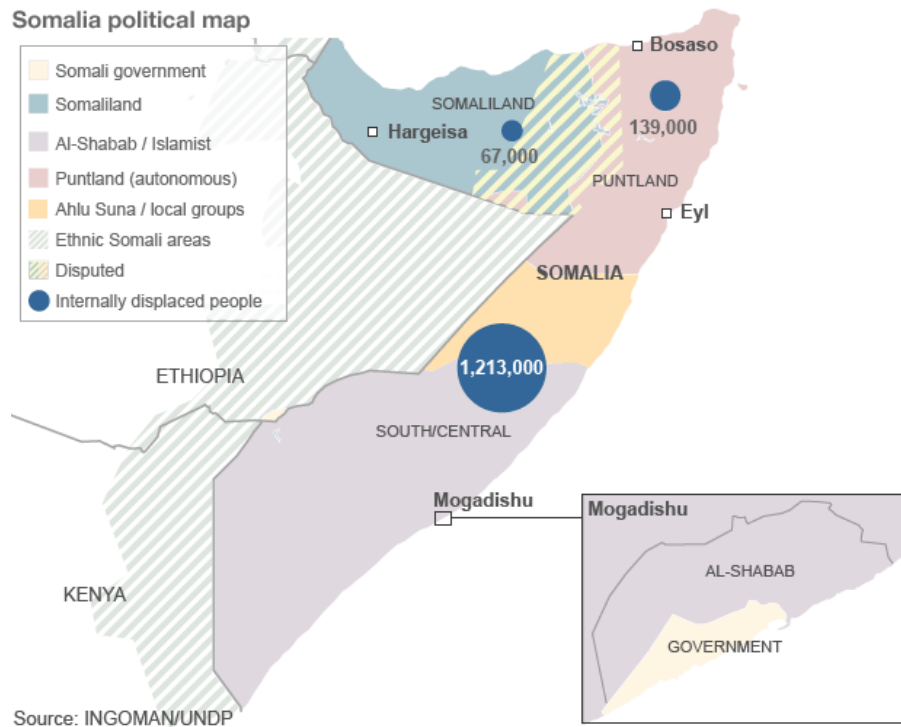 Somalia political map
Somali government
Somaliland
Al-Shabab / Islamist
Puntland (autonomous)
Ahlu Suna / local groups
Ethnic Somali areas
Disputed
Internally displaced people
Bosaso
SOMALILAND
139,000
Hargeisa
67,000
PUNTLAND
Eyl
SOMALIA
1,213,000
ETHIOPIA
SOUTH/CENTRAL
Mogadishu
Mogadishu
AL-SHABAB
KENYA
GOVERNMENT
Source: INGOMAN/UNDP